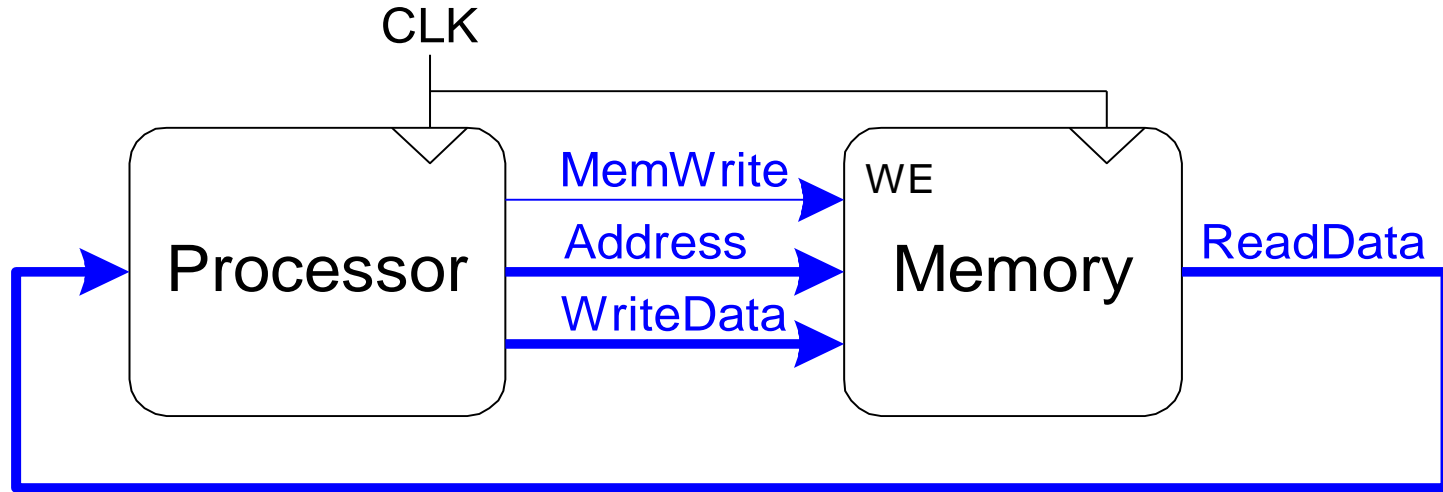 CLK
MemWrite
WE
Address
ReadData
Processor
Memory
WriteData